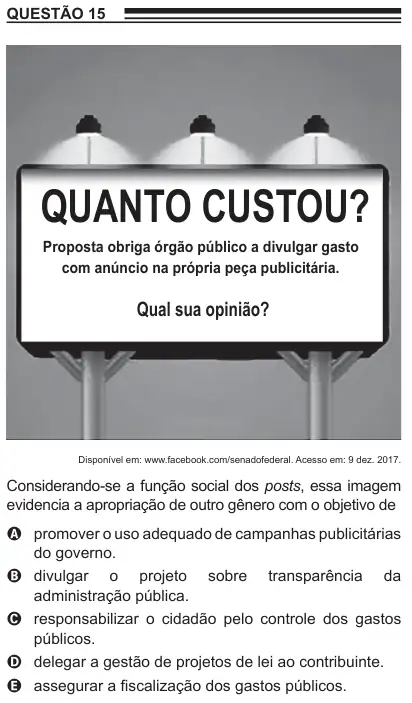 QUESTÃO 15
QUANTO CUSTOU?
Proposta obriga órgão público a divulgar gasto
com anúncio na própria peça publicitária.
Qual sua opinião?
Disponível em: www.facebook.com/senadofederal. Acesso em: 9 dez. 2017.
Considerando-se a função social dos posts, essa imagem
evidencia a apropriação de outro gênero com o objetivo de
A promover o uso adequado de campanhas publicitárias
do governo.
B divulgar o projeto sobre transparência da
administração pública.
C responsabilizar o cidadão pelo controle dos gastos
públicos.
D delegar a gestão de projetos de lei ao contribuinte.
E assegurar a fiscalização dos gastos públicos.